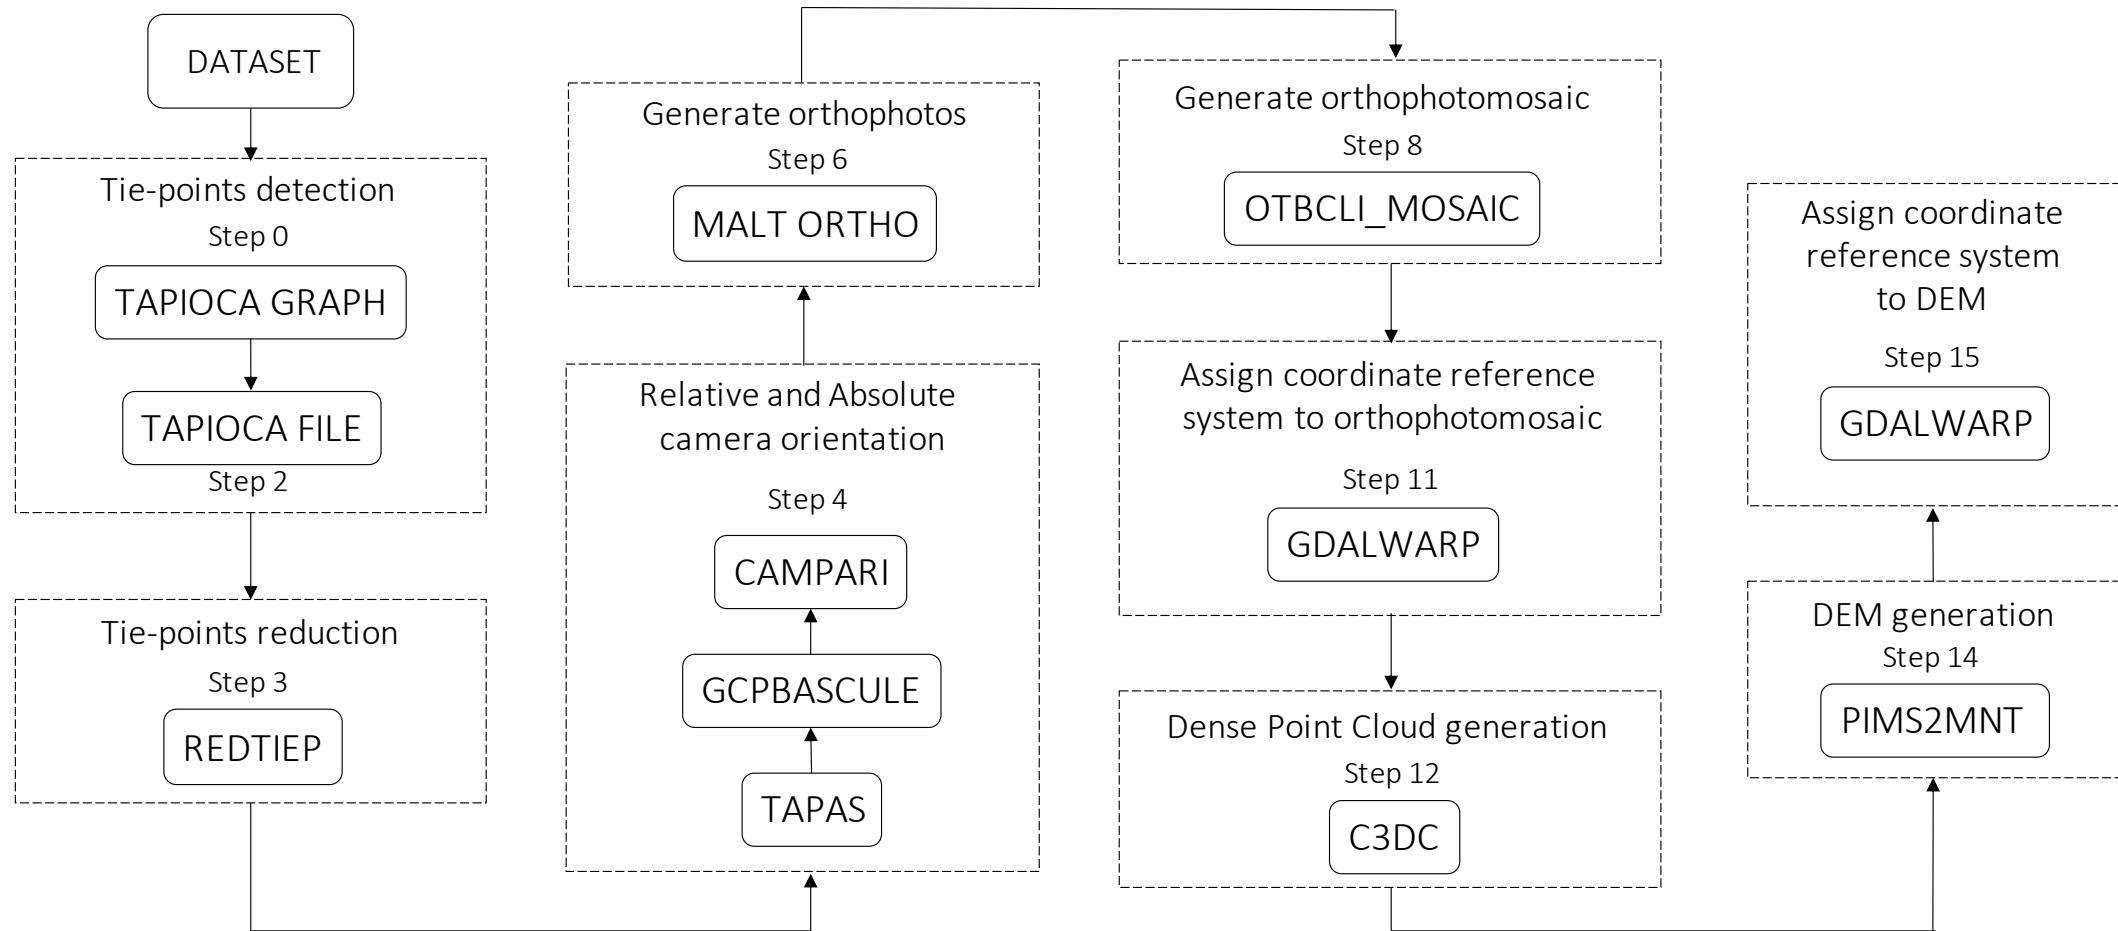 DATASET
Tie-points detection
Step 0
TAPIOCA GRAPH
TAPIOCA FILE
Step 2
Tie-points reduction
Step 3
REDTIEP
Generate orthophotos
Step 6
MALT ORTHO
Relative and Absolute
camera orientation
Step 4
CAMPARI
GCPBASCULE
TAPAS
Generate orthophotomosaic
Step 8
OTBCLI_MOSAIC
Assign coordinate reference
system to orthophotomosaic
Step 11
GDALWARP
Dense Point Cloud generation
Step 12
C3DC
Assign coordinate
reference system
to DEM
Step 15
GDALWARP
DEM generation
Step 14
PIMS2MNT